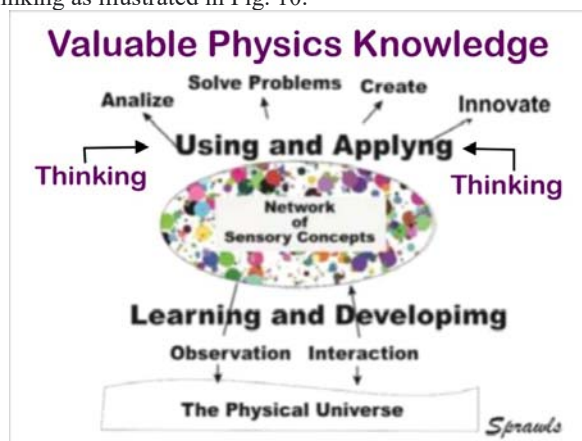 inking as illustrated in Fig. 10.
Valuable Physics Knowledge
Solve Problems
Create
Analize
Innovate
Using and Applyng
Thinking
Thinking
Network
of
Sensory Concepts
Learning and Developimg
Observation Interaction
The Physical Universe
Sprawls